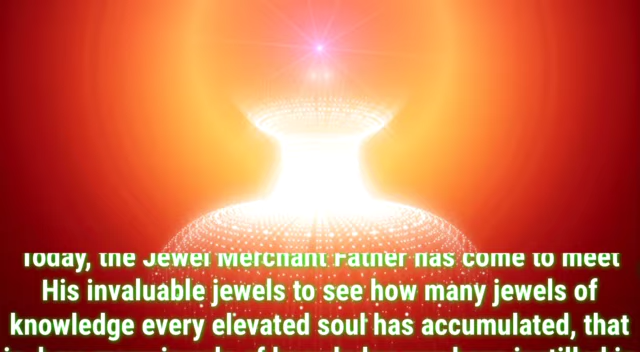 Today, the Jewel Merchant Father has come to meet
His invaluable jewels to see how many jewels of
knowledge every elevated soul has accumulated, that